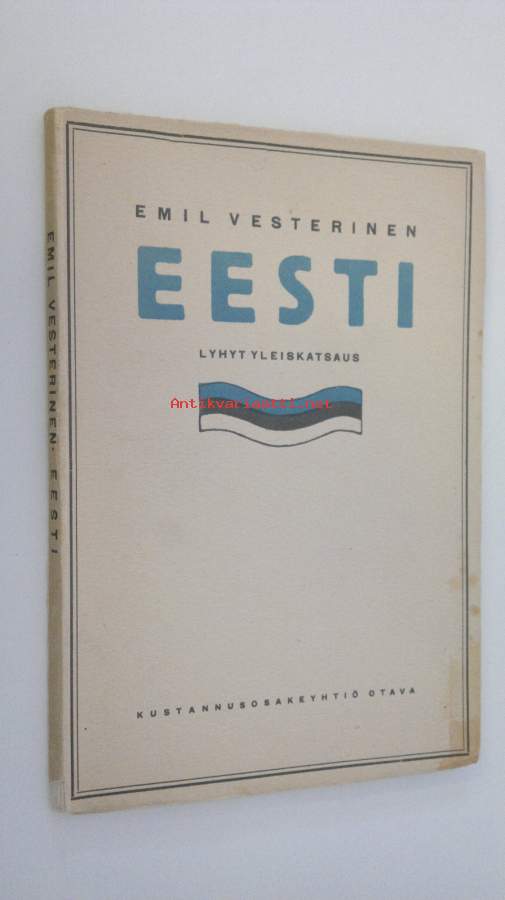 EMIL VESTERINEN
EESTI
LYHYT YLEISKATSAUS
Antikvariaatti.net
KUSTANNUSOSAKEYHTIÖ OTAVA
EMIL VESTERINEN. EESTI